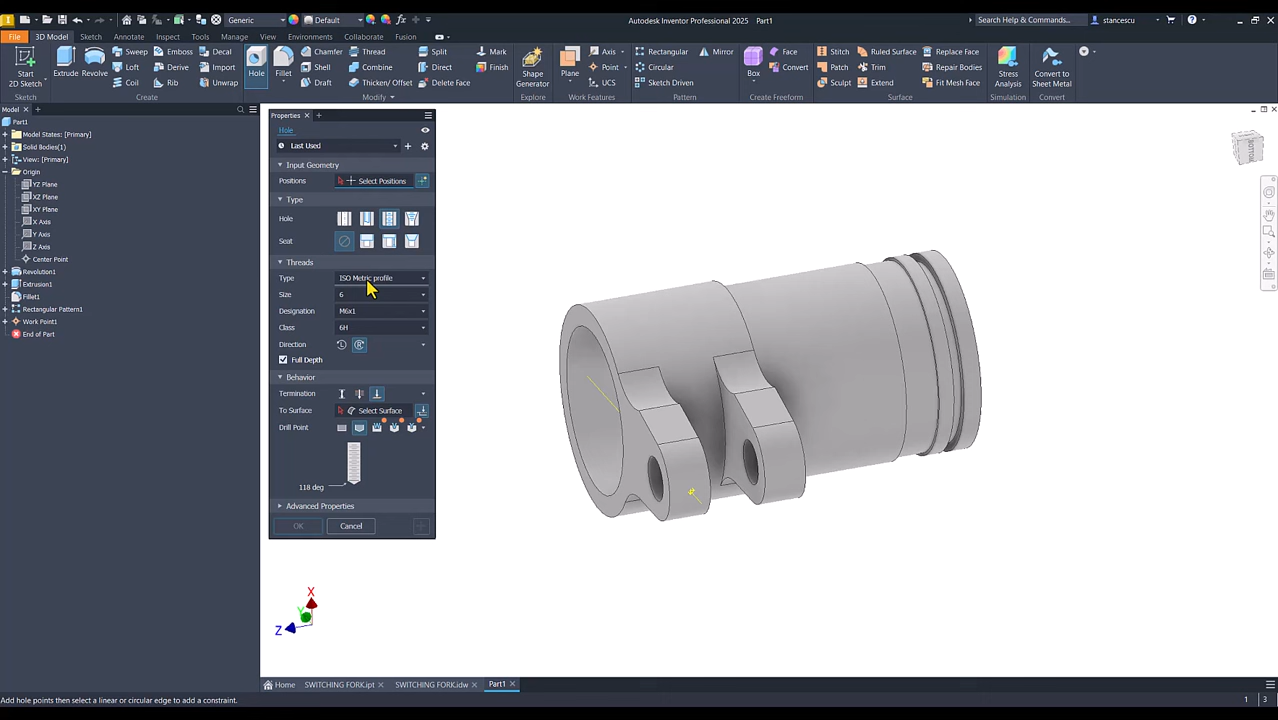 Generic
Default
Autodesk Inventor Professional 2025 Part1
Search Help & Commands...
stancescu
File
3D Model
Sketch
Annotate
Inspect
Tools
Manage
View
Environments
Collaborate
Fusion
Start
2D Sketch
Extrude
Revolve
Sweep
Loft
Coil
Emboss
Derive
Rib
Decal
Import
Unwrap
Hole
Fillet
Chamfer
Shell
Draft
Thread
Combine
Thicken/ Offset
Split
Direct
Delete Face
Mark
Finish
Shape
Generator
Plane
Axis
Point
UCS
Rectangular
Circular
Sketch Driven
Mirror
Box
Face
Convert
Stitch
Patch
Sculpt
Ruled Surface
Trim
Extend
Replace Face
Repair Bodies
Fit Mesh Face
Stress
Analysis
Convert to
Sheet Metal
Sketch
Create
Modify
Explore
Work Features
Pattern
Create Freeform
Surface
Simulation
Convert
Model
Part1
Model States: [Primary]
Solid Bodies(1)
View: [Primary]
Origin
YZ Plane
XZ Plane
XY Plane
X Axis
Y Axis
Z Axis
Center Point
Revolution1
Extrusion1
Fillet1
Rectangular Pattern1
Work Point1
End of Part
Properties
Hole
Last Used
Input Geometry
Positions Select Positions
Type
Hole
Seat
Threads
Type ISO Metric profile
Size 6
Designation M6x1
Class 6H
Direction
Full Depth
Behavior
Termination
To Surface Select Surface
Drill Point
118 deg
Advanced Properties
OK
Cancel
BOTTOM
X
Y
Z
Home
SWITCHING FORK.ipt
SWITCHING FORK.idw
Part1
Add hole points then select a linear or circular edge to add a constraint.
1
3